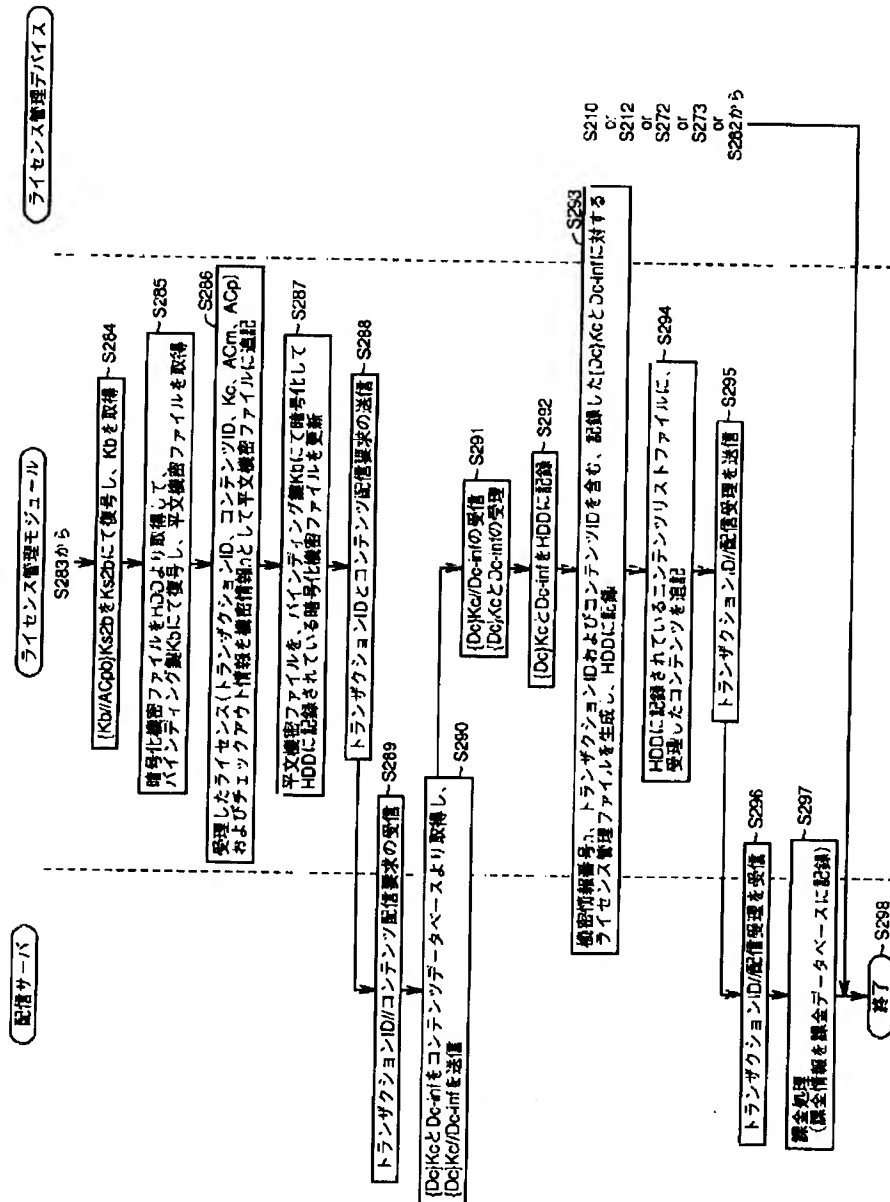 配信サーバ
ライセンス管理モジュール
ライセンス管理デバイス
S283から
{Kb//ACpb}Ks2bをKs2bにて復号し、Kbを取得
S284
暗号化機密ファイルをHDDより取得して、
バインディング鍵Kbにて復号し、平文機密ファイルを取得
S285
受理したライセンス(トランザクションID、コンテンツID、Kc、ACm、ACp)
およびチェックアウト情報を機密情報nとして平文機密ファイルに追記
S286
平文機密ファイルを、バインディング鍵Kbにて暗号化して
HDDに記録されている暗号化機密ファイルを更新
S287
トランザクションIDとコンテンツ配信要求の送信
S288
トランザクションID//コンテンツ配信要求の受信
S289
{Dc}KcとDc-infをコンテンツデータベースより取得し、
{Dc}Kc//Dc-infを送信
S290
{Dc}Kc//Dc-infの受信
{Dc}KcとDc-infの受理
S291
{Dc}KcとDc-infをHDDに記録
S292
機密情報番号n、トランザクションIDおよびコンテンツIDを含む、記録した{Dc}KcとDc-infに対する
ライセンス管理ファイルを生成し、HDDに記録
S293
HDDに記録されているコンテンツリストファイルに、
受理したコンテンツを追記
S294
トランザクションID//配信受理を送信
S295
トランザクションID//配信受理を受信
S296
課金処理
(課金情報を課金データベースに記録)
S297
S210
or
S212
or
S272
or
S273
or
S282から
終了
S298